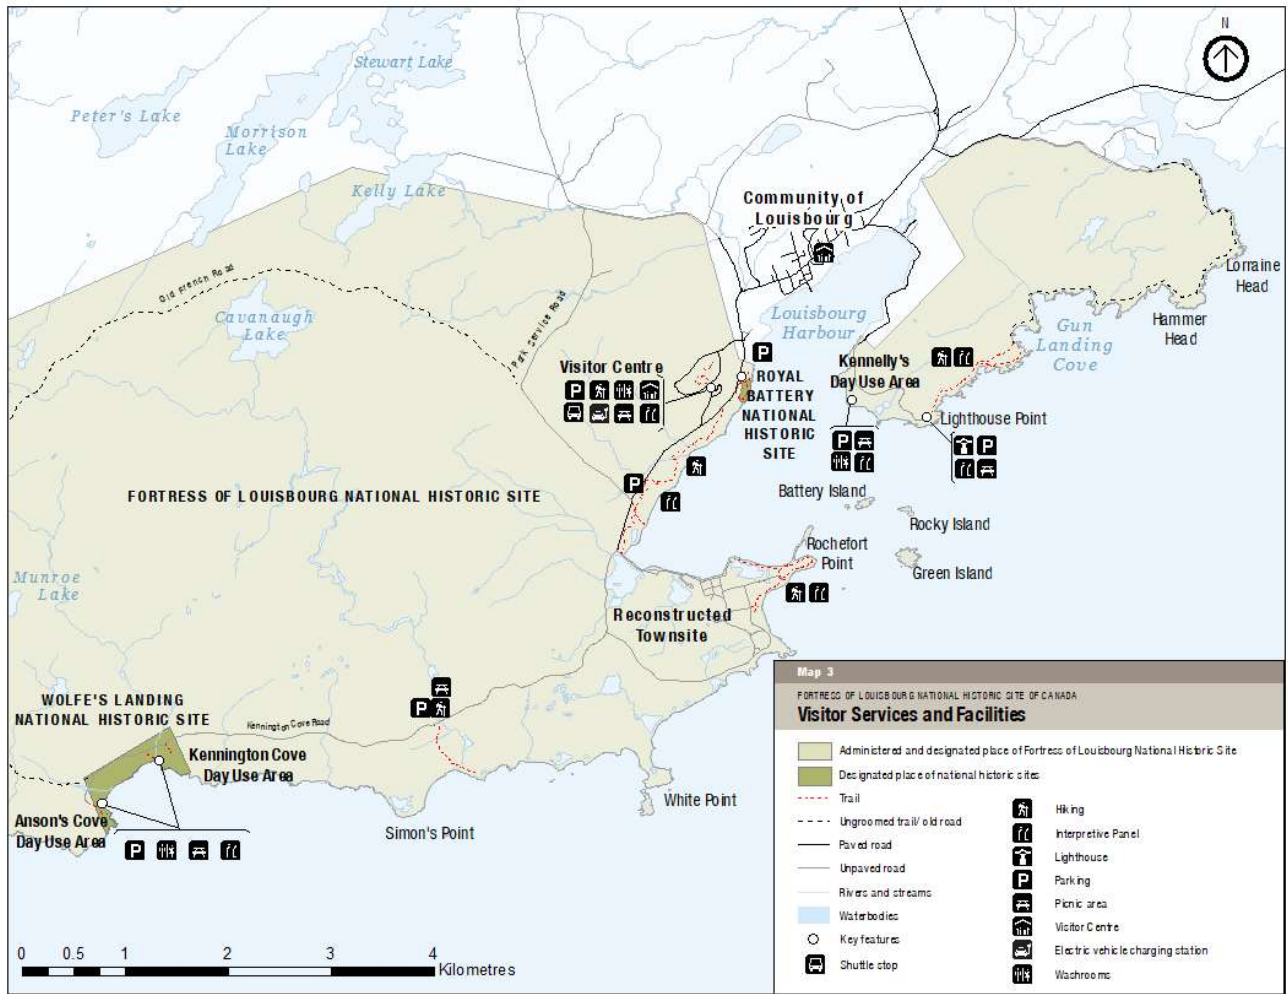 N
Stewart Lake
Peter's Lake
Morrison
Lake
Kelly Lake
Community of
Louisbourg
Lorraine
Head
Old French Road
Cavanaugh
Lake
Park Service Road
Louisbourg
Harbour
Gun
Landing
Cove
Hammer
Head
Visitor Centre
P
P
Kennelly's
Day Use Area
ROYAL
BATTERY
NATIONAL
HISTORIC
SITE
Lighthouse Point
P
P
P
FORTRESS OF LOUISBOURG NATIONAL HISTORIC SITE
Battery Island
Rocky Island
Rochefort
Point
Green Island
Munroe
Lake
Reconstructed
Townsite
WOLFE'S LANDING
NATIONAL HISTORIC SITE
P
Kennington Cove Road
Kennington Cove
Day Use Area
White Point
Anson's Cove
Day Use Area
Simon's Point
P
0 0.5 1 2 3 4
Kilometres
Map 3
FORTRESS OF LOUISBOURG NATIONAL HISTORIC SITE OF CANADA
Visitor Services and Facilities
Administered and designated place of Fortress of Louisbourg National Historic Site
Designated place of national historic sites
Trail
Ungroomed trail/ old road
Paved road
Unpaved road
Rivers and streams
Waterbodies
Key features
Shuttle stop
Hiking
Interpretive Panel
Lighthouse
P Parking
Picnic area
Visitor Centre
Electric vehicle charging station
Washrooms